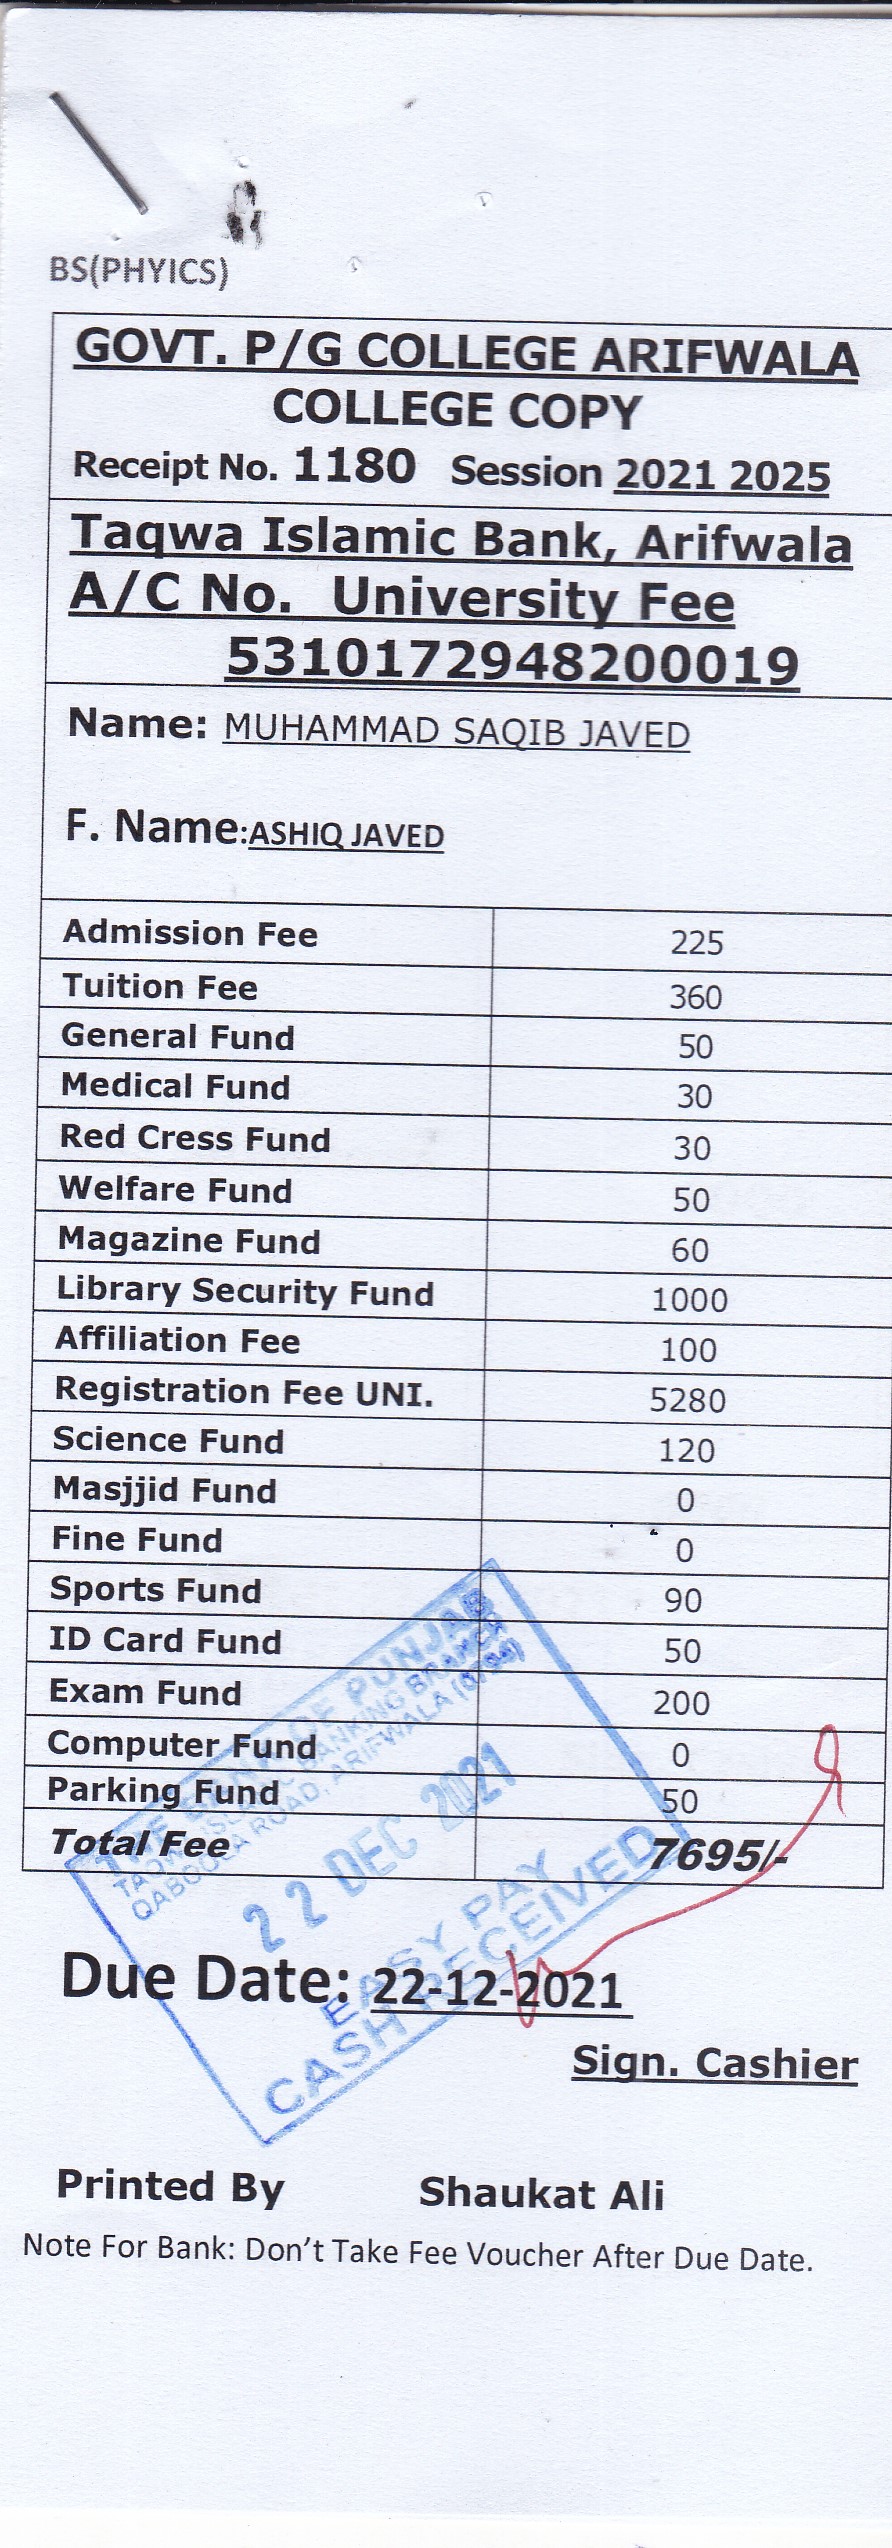 BS(PHYICS)
GOVT. P/G COLLEGE ARIFWALA
COLLEGE COPY
Receipt No. 1180 Session 2021 2025
Taqwa Islamic Bank, Arifwala
A/C No. University Fee
5310172948200019
Name: MUHAMMAD SAQIB JAVED
F. Name:ASHIQ JAVED
Admission Fee 225
Tuition Fee 360
General Fund 50
Medical Fund 30
Red Cress Fund 30
Welfare Fund 50
Magazine Fund 60
Library Security Fund 1000
Affiliation Fee 100
Registration Fee UNI. 5280
Science Fund 120
Masjjid Fund 0
Fine Fund 0
Sports Fund 90
ID Card Fund 50
Exam Fund 200
Computer Fund 0
Parking Fund 50
Total Fee 7695/-
THE BANK OF PUNJAB
TAQWA ISLAMIC BANKING BRANCH
QABOOLA ROAD, ARIFWALA
22 DEC 2021
EASY PAY
CASH RECEIVED
Due Date: 22-12-2021
Sign. Cashier
Printed By Shaukat Ali
Note For Bank: Don't Take Fee Voucher After Due Date.